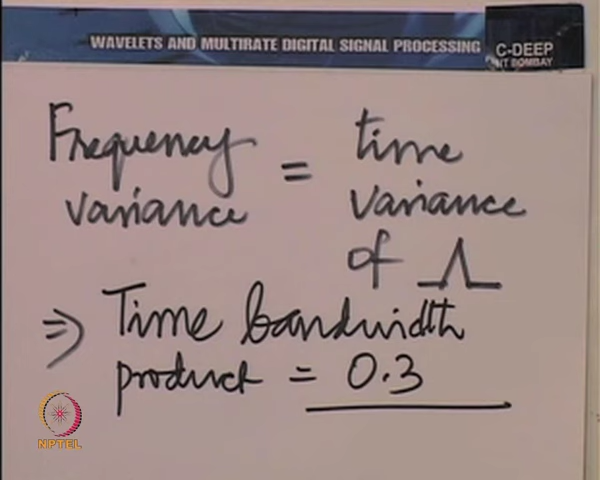 WAVELETS AND MULTIRATE DIGITAL SIGNAL PROCESSING
C-DEEP
IIT BOMBAY
Frequency = time
variance variance
of
⇒ Time bandwidth
product = 0.3
NPTEL